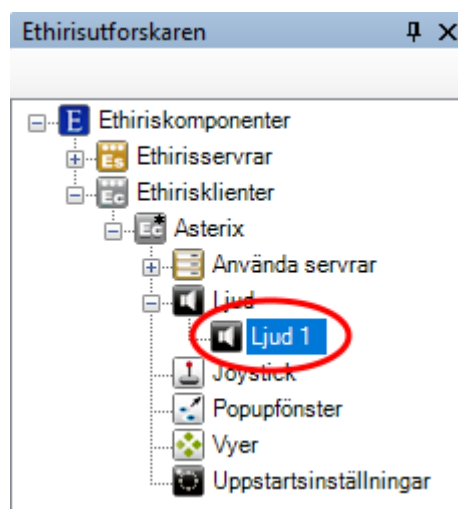 Ethirisutforskaren
Ethiriskomponenter
Ethirisservrar
Ethirisklienter
Asterix
Använda servrar
Ljud
Ljud 1
Joystick
Popupfönster
Vyer
Uppstartsinställningar